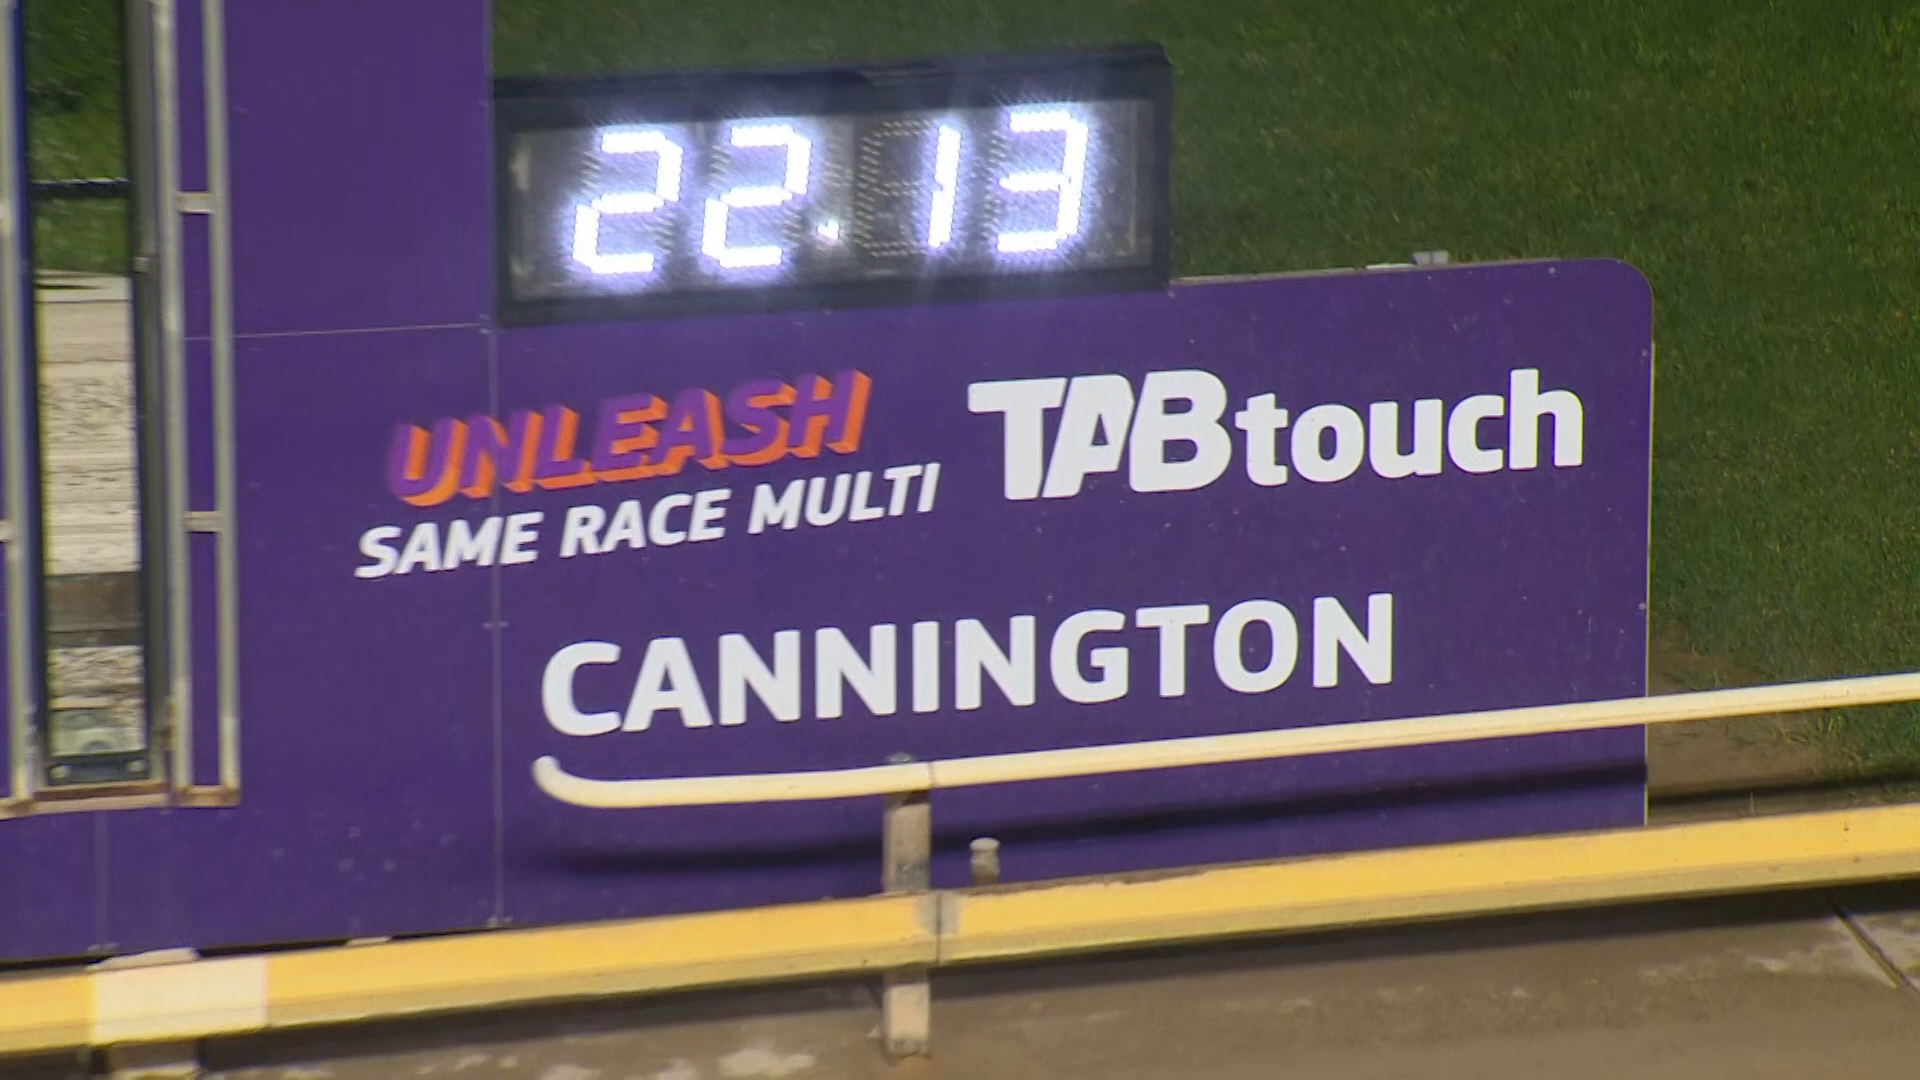 22.13
UNLEASH
SAME RACE MULTI
TABtouch
CANNINGTON